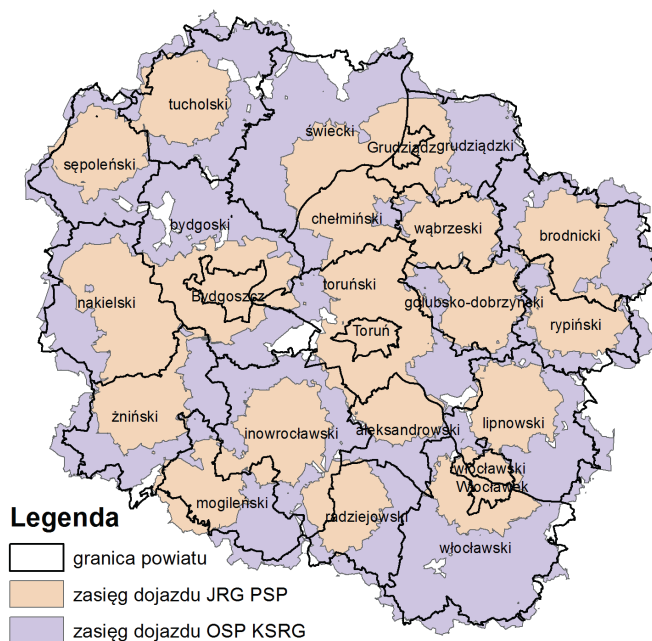 tucholski
świecki
Grudziądz
grudziądzki
sępoleński
chełmiński
bydgoski
wąbrzeski
brodnicki
toruński
nakielski
Bydgoszcz
golubsko-dobrzyński
Toruń
rypiński
żniński
inowrocławski
aleksandrowski
lipnowski
włocławski
Włocławek
mogileński
radziejowski
włocławski
Legenda
granica powiatu
zasięg dojazdu JRG PSP
zasięg dojazdu OSP KSRG